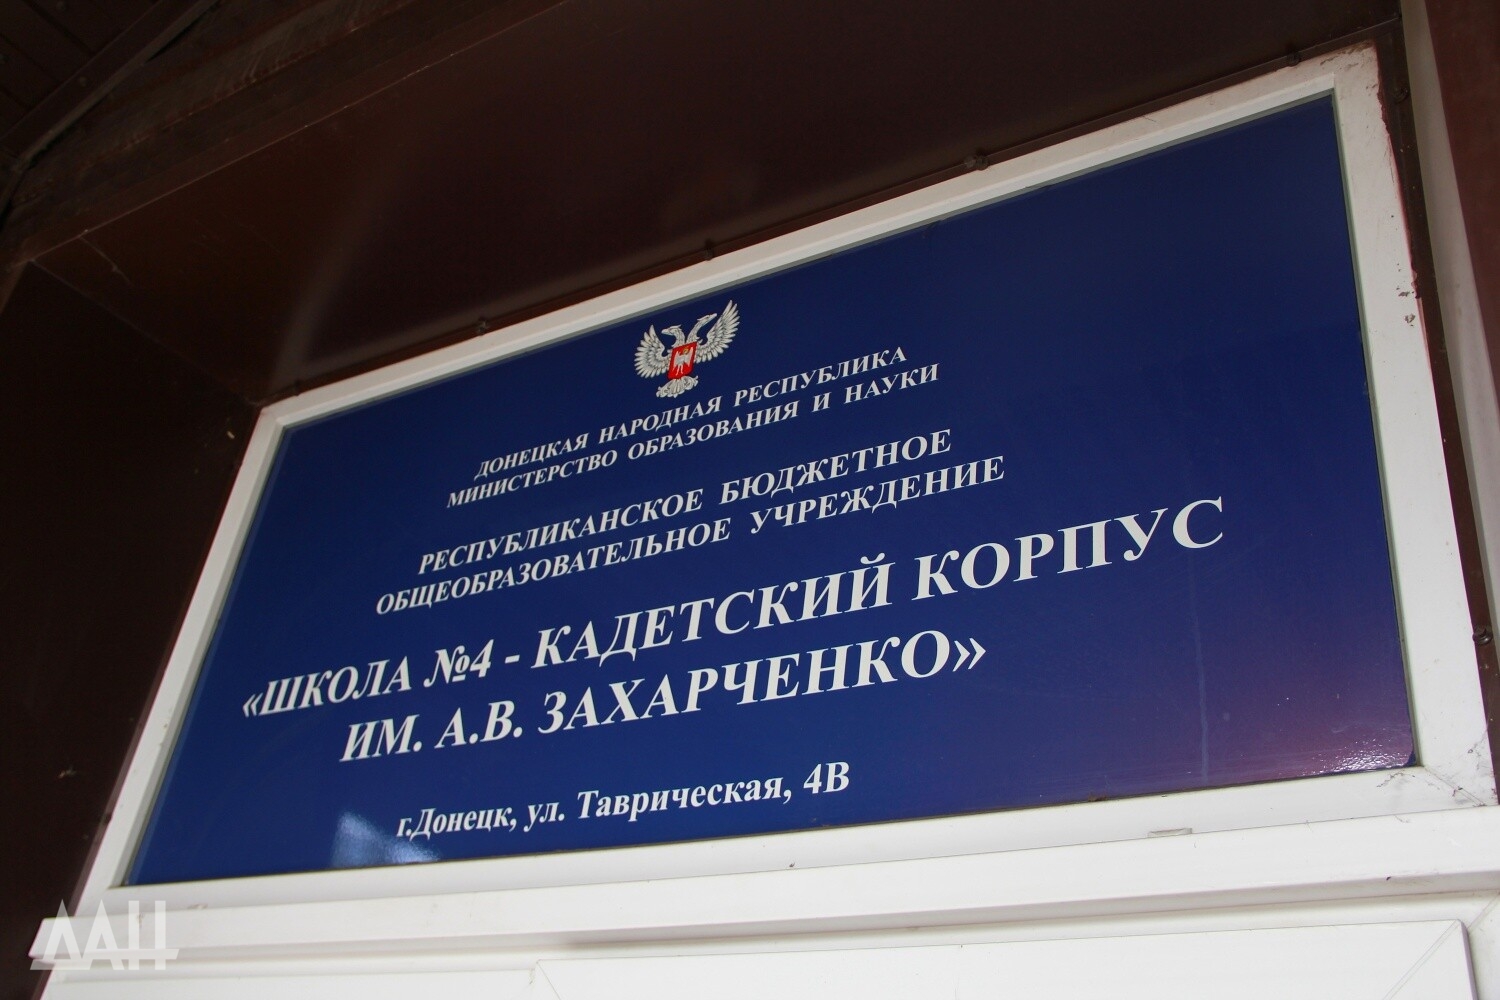 ДОНЕЦКАЯ НАРОДНАЯ РЕСПУБЛИКА
МИНИСТЕРСТВО ОБРАЗОВАНИЯ И НАУКИ
РЕСПУБЛИКАНСКОЕ БЮДЖЕТНОЕ
ОБЩЕОБРАЗОВАТЕЛЬНОЕ УЧРЕЖДЕНИЕ
«ШКОЛА №4 - КАДЕТСКИЙ КОРПУС
ИМ. А.В. ЗАХАРЧЕНКО»
г.Донецк, ул. Таврическая, 4В
ДАН